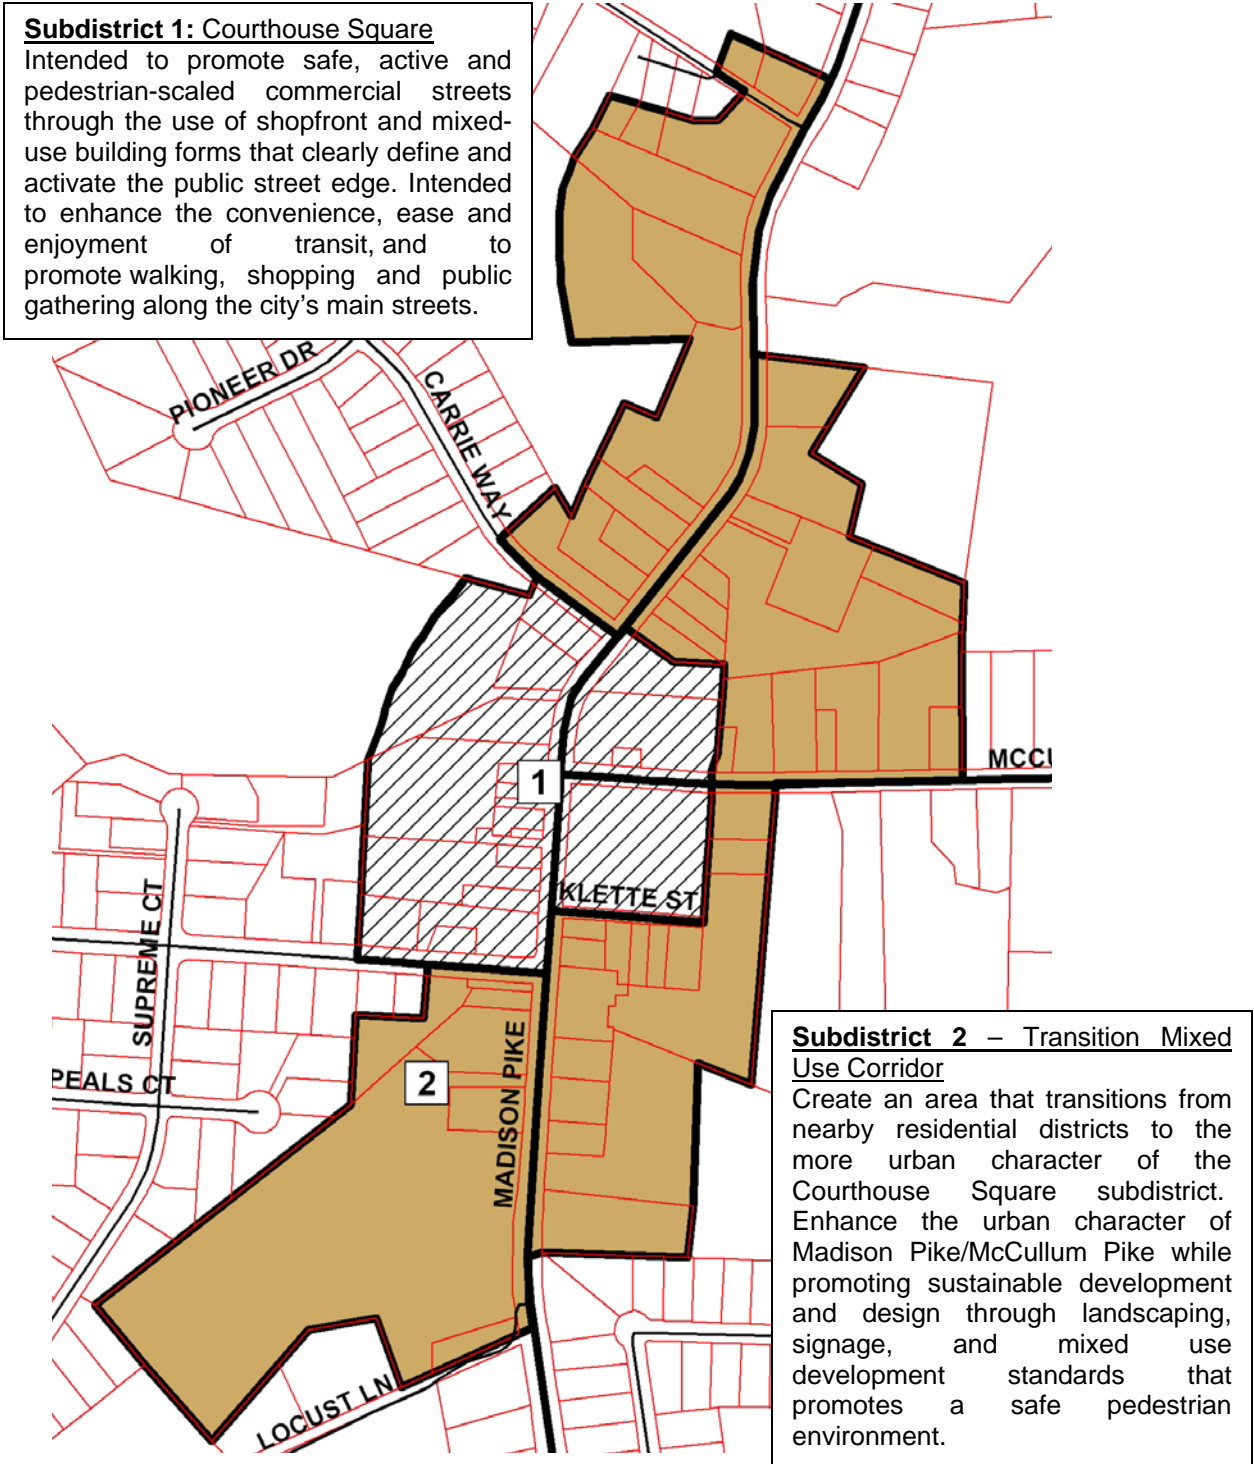 Subdistrict 1: Courthouse Square
Intended to promote safe, active and
pedestrian-scaled commercial streets
through the use of shopfront and mixed-
use building forms that clearly define and
activate the public street edge. Intended
to enhance the convenience, ease and
enjoyment of transit, and to
promote walking, shopping and public
gathering along the city's main streets.
PIONEER DR
CARRIE WAY
1
MCCU
KLETTE ST
SUPREME CT
PEALS CT
2
MADISON PIKE
LOCUST LN
Subdistrict 2 – Transition Mixed
Use Corridor
Create an area that transitions from
nearby residential districts to the
more urban character of the
Courthouse Square subdistrict.
Enhance the urban character of
Madison Pike/McCullum Pike while
promoting sustainable development
and design through landscaping,
signage, and mixed use
development standards that
promotes a safe pedestrian
environment.